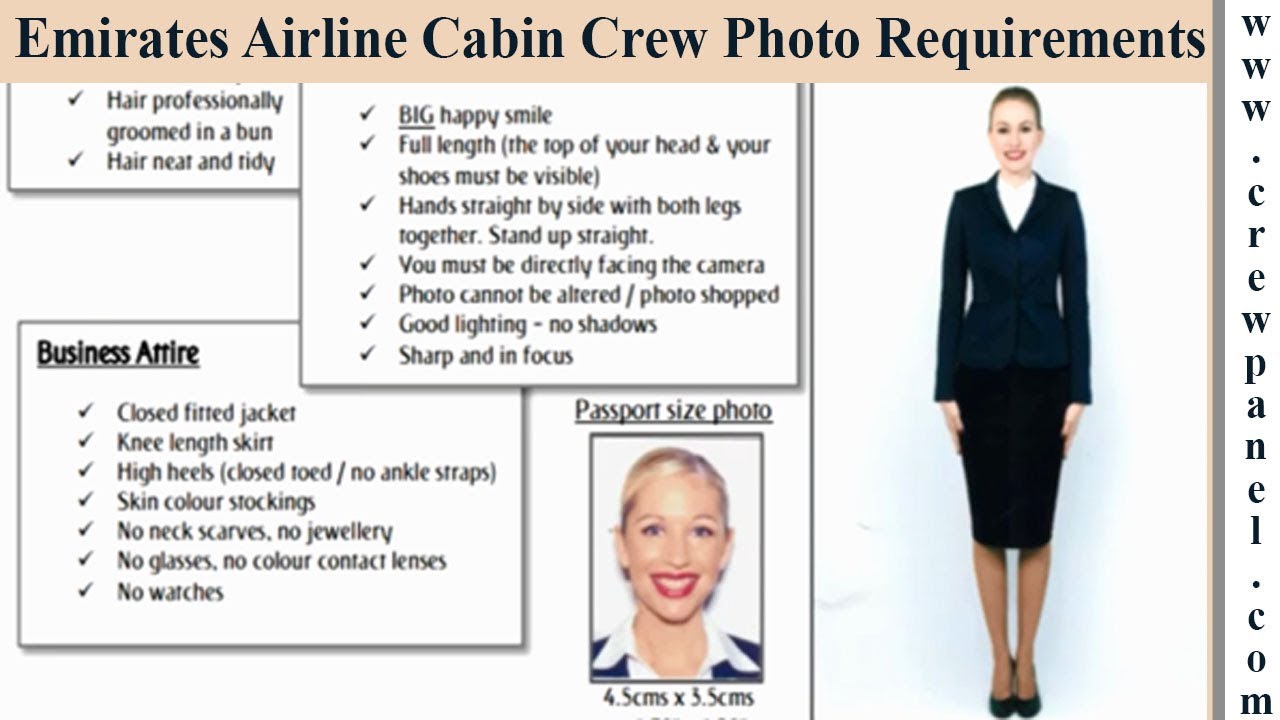 Emirates Airline Cabin Crew Photo Requirements
✓ Hair professionally
groomed in a bun
✓ Hair neat and tidy
✓ BIG happy smile
✓ Full length (the top of your head & your
shoes must be visible)
✓ Hands straight by side with both legs
together. Stand up straight.
✓ You must be directly facing the camera
✓ Photo cannot be altered / photo shopped
✓ Good lighting - no shadows
✓ Sharp and in focus
Business Attire
✓ Closed fitted jacket
✓ Knee length skirt
✓ High heels (closed toed / no ankle straps)
✓ Skin colour stockings
✓ No neck scarves, no jewellery
✓ No glasses, no colour contact lenses
✓ No watches
Passport size photo
4.5cms x 3.5cms
www.crewpanel.com